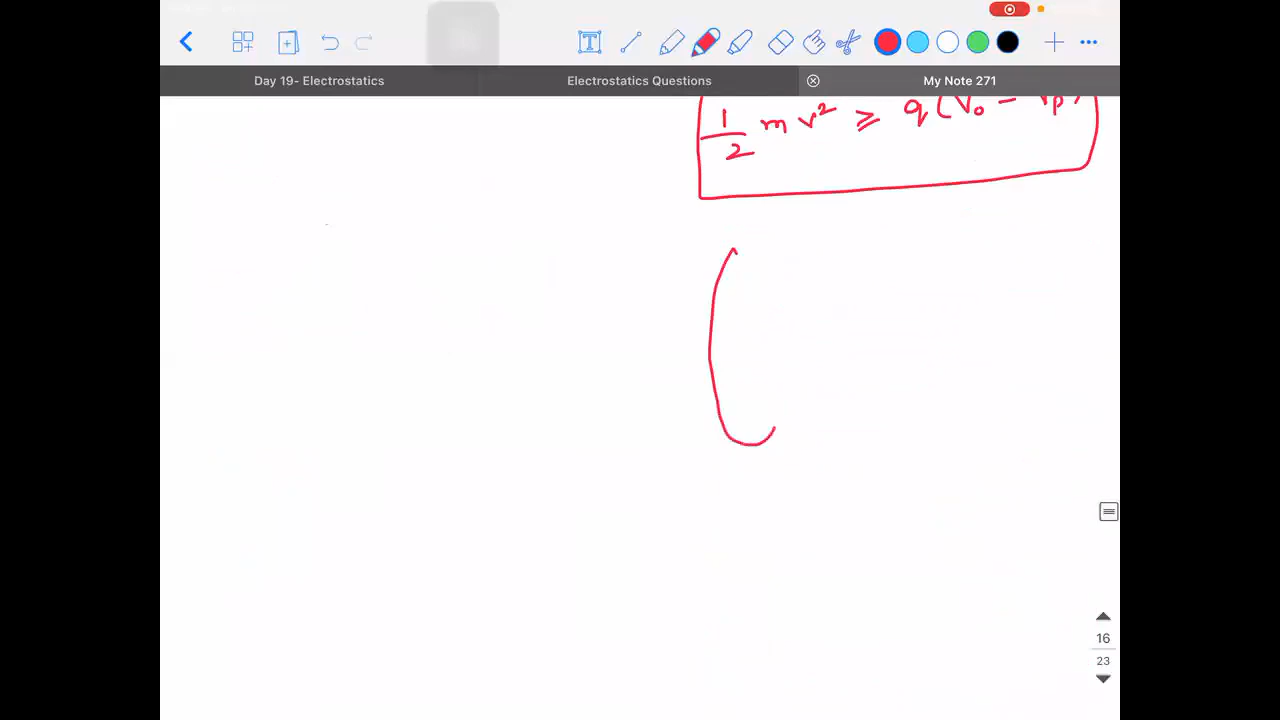 Day 19- Electrostatics
Electrostatics Questions
My Note 271
1/2 mv² ⩾ q(V₀ − Vₚ)
16
23